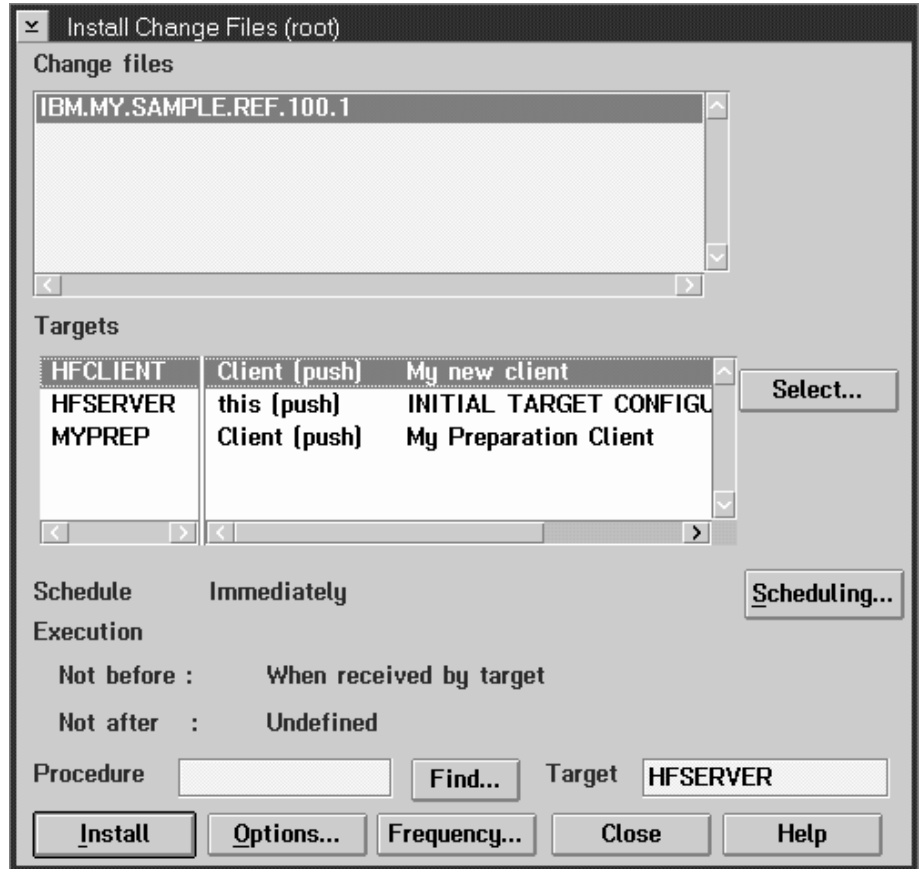 Install Change Files (root)
Change files
IBM.MY.SAMPLE.REF.100.1
Targets
HFCLIENT Client (push) My new client
HFSERVER this (push) INITIAL TARGET CONFIGU
MYPREP Client (push) My Preparation Client
Select...
Schedule Immediately
Scheduling...
Execution
Not before : When received by target
Not after : Undefined
Procedure Find... Target HFSERVER
Install Options... Frequency... Close Help